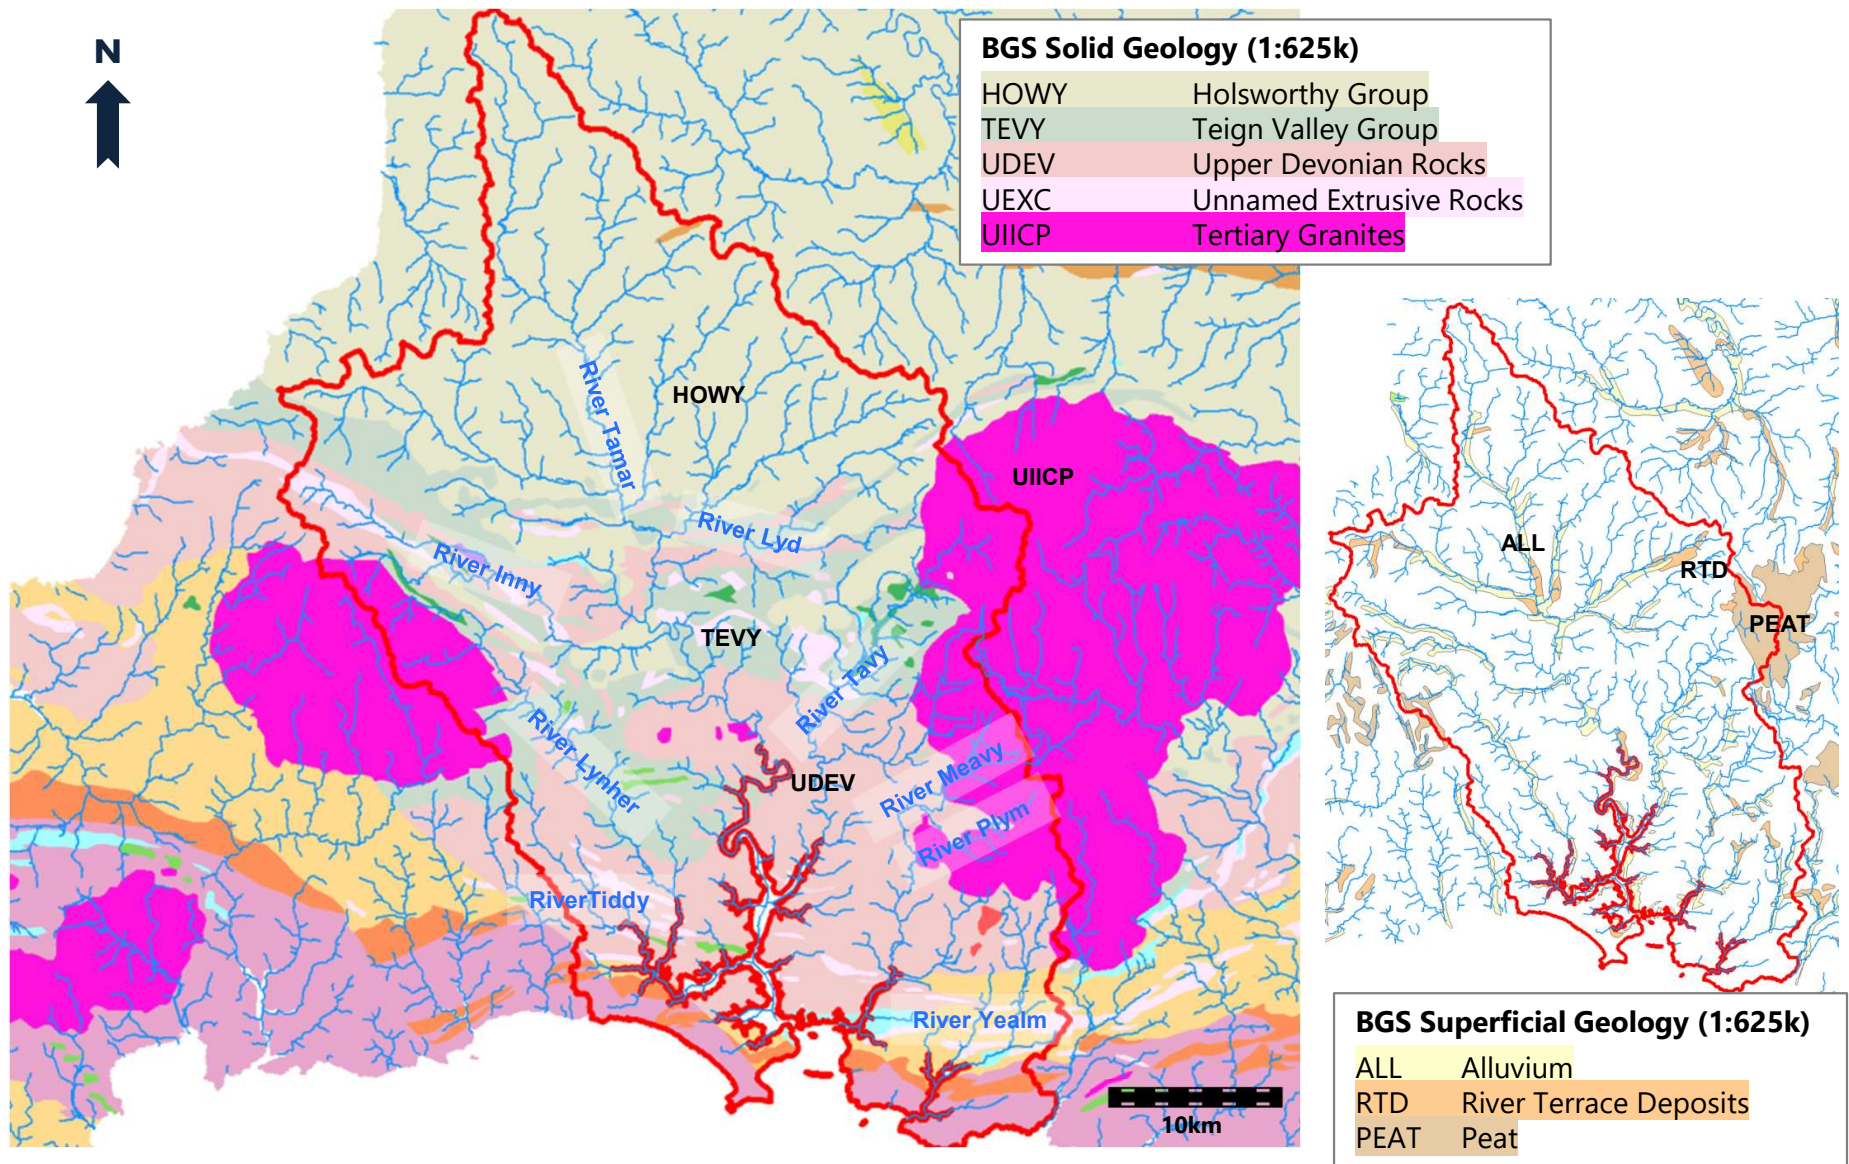 N
BGS Solid Geology (1:625k)
HOWY Holsworthy Group
TEVY Teign Valley Group
UDEV Upper Devonian Rocks
UEXC Unnamed Extrusive Rocks
UIICP Tertiary Granites
River Tamar
HOWY
UIICP
River Lyd
River Inny
TEVY
River Tavy
River Lynher
UDEV
River Meavy
River Plym
RiverTiddy
River Yealm
10km
ALL
RTD
PEAT
BGS Superficial Geology (1:625k)
ALL Alluvium
RTD River Terrace Deposits
PEAT Peat